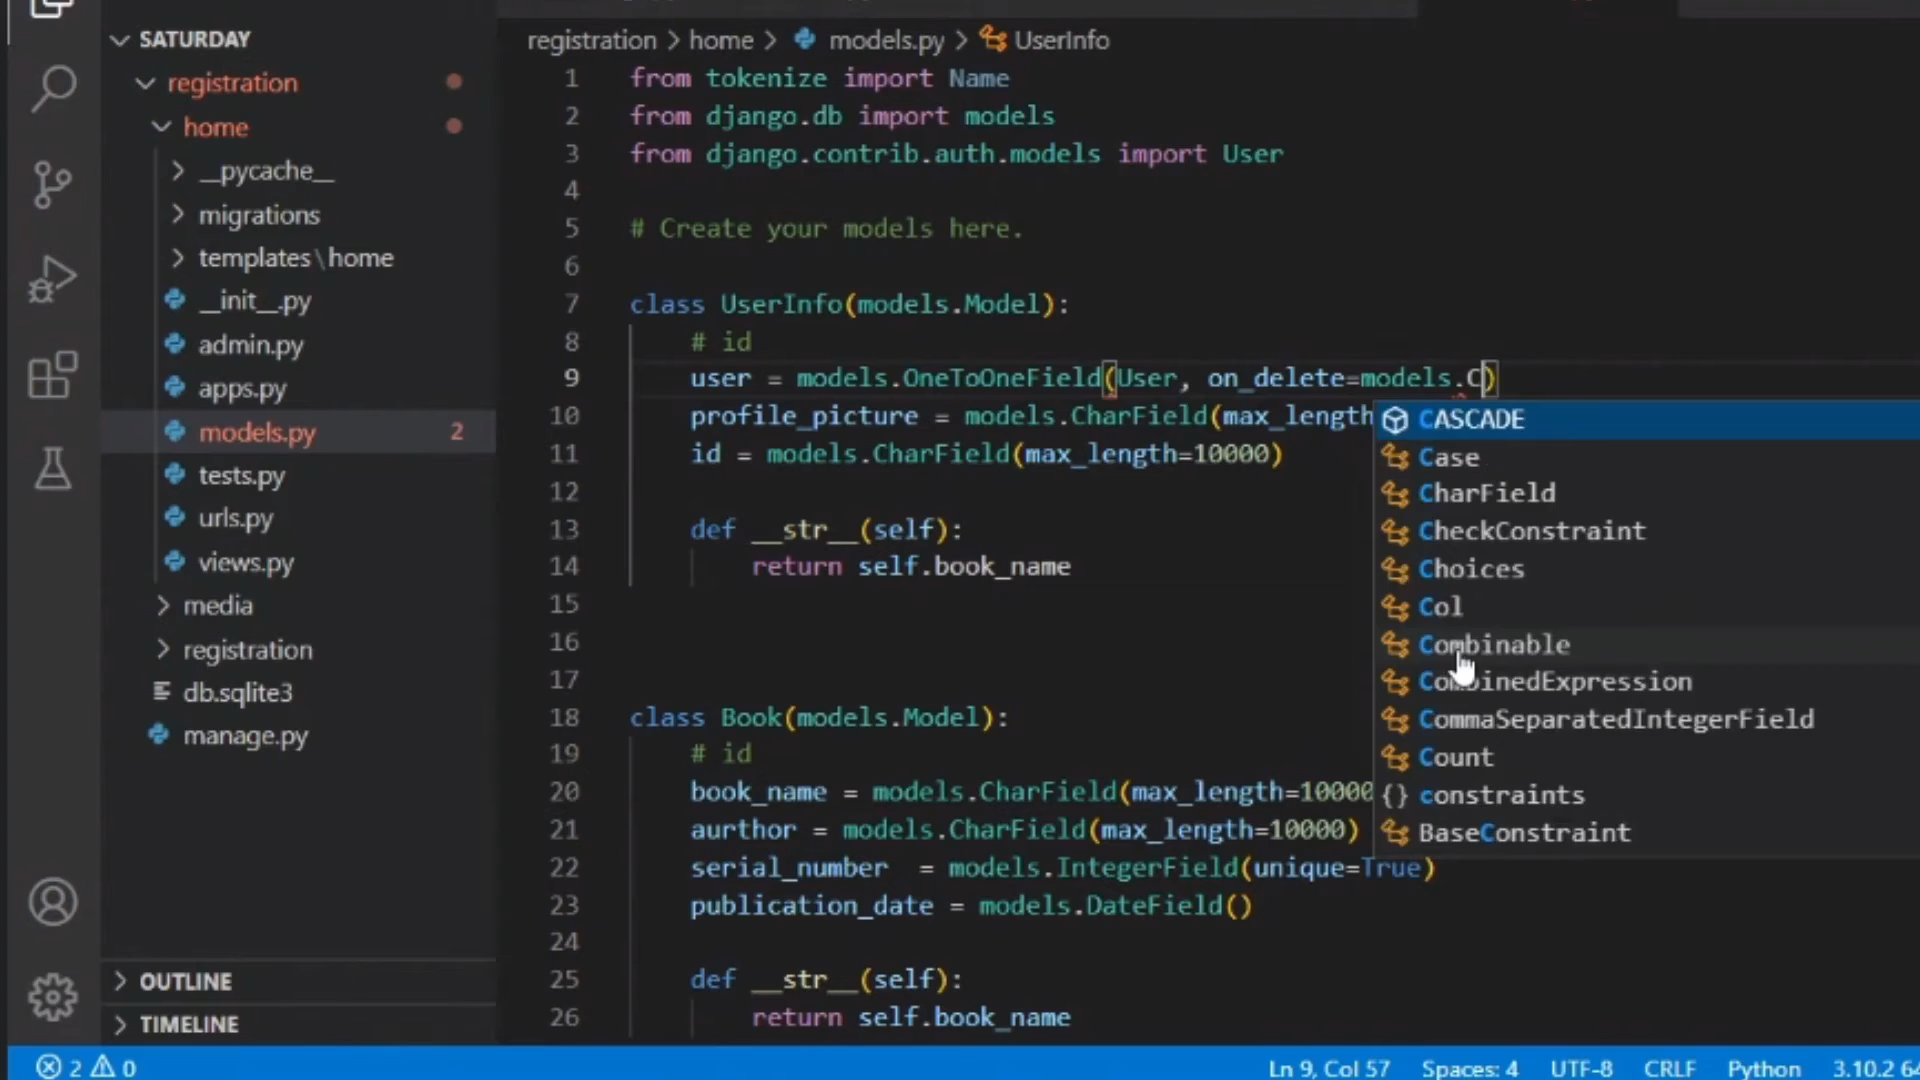 SATURDAY
registration
home
__pycache__
migrations
templates\home
__init__.py
admin.py
apps.py
models.py 2
tests.py
urls.py
views.py
media
registration
db.sqlite3
manage.py
OUTLINE
TIMELINE
registration > home > models.py > UserInfo
1 from tokenize import Name
2 from django.db import models
3 from django.contrib.auth.models import User
4
5 # Create your models here.
6
7 class UserInfo(models.Model):
8 # id
9 user = models.OneToOneField(User, on_delete=models.C)
10 profile_picture = models.CharField(max_length
11 id = models.CharField(max_length=10000)
12
13 def __str__(self):
14 return self.book_name
15
16
17
18 class Book(models.Model):
19 # id
20 book_name = models.CharField(max_length=10000
21 aurthor = models.CharField(max_length=10000)
22 serial_number = models.IntegerField(unique=True)
23 publication_date = models.DateField()
24
25 def __str__(self):
26 return self.book_name
CASCADE
Case
CharField
CheckConstraint
Choices
Col
Combinable
CombinedExpression
CommaSeparatedIntegerField
Count
{} constraints
BaseConstraint
2 0 Ln 9, Col 57 Spaces: 4 UTF-8 CRLF Python 3.10.2 64